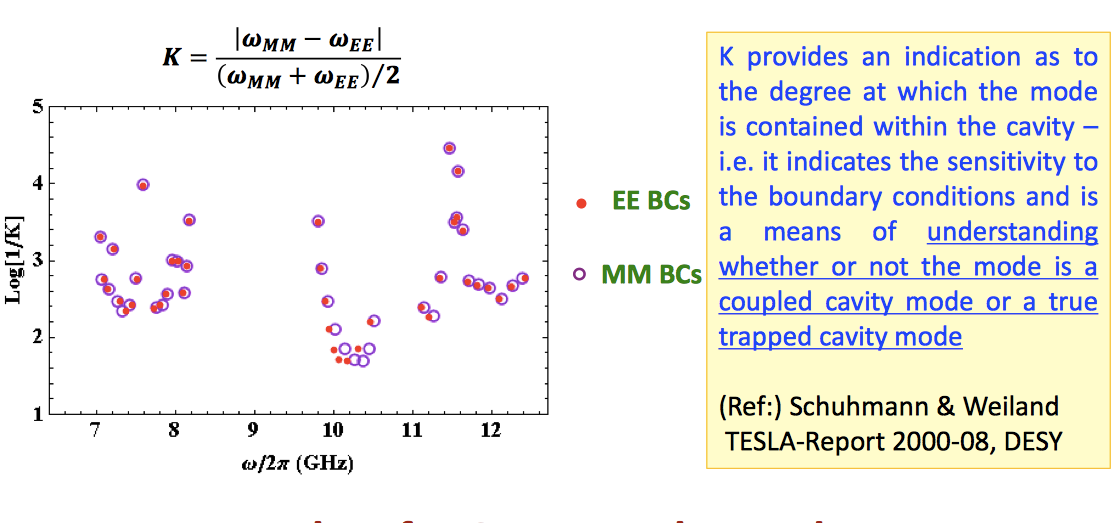 K = |ω_MM − ω_EE| / (ω_MM + ω_EE)/2
5
4
3
2
1
Log[1/K]
7 8 9 10 11 12
ω/2π (GHz)
EE BCs
MM BCs
K provides an indication as to
the degree at which the mode
is contained within the cavity –
i.e. it indicates the sensitivity to
the boundary conditions and is
a means of understanding
whether or not the mode is a
coupled cavity mode or a true
trapped cavity mode
(Ref:) Schuhmann & Weiland
TESLA-Report 2000-08, DESY